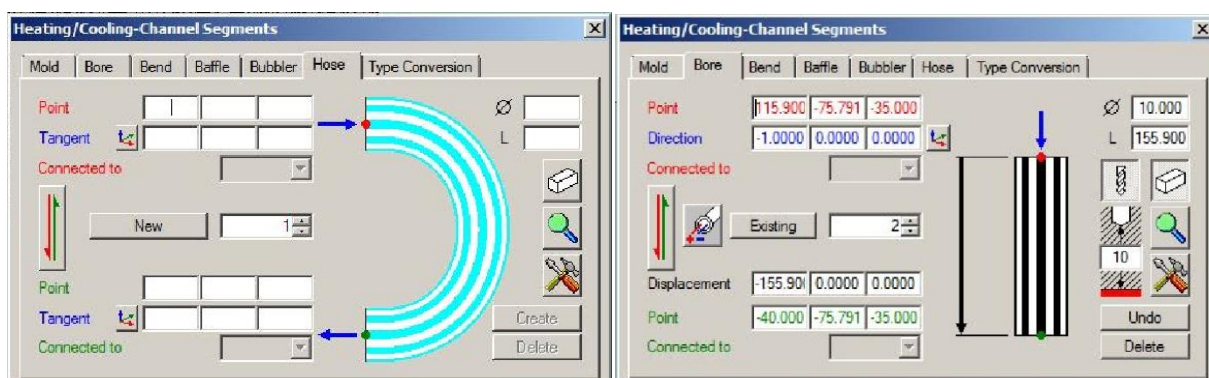 Heating/Cooling-Channel Segments
Mold Bore Bend Baffle Bubbler Hose Type Conversion
Point Ø
Tangent L
Connected to
New 1
Point
Tangent Create
Connected to Delete
Heating/Cooling-Channel Segments
Mold Bore Bend Baffle Bubbler Hose Type Conversion
Point 115.900 -75.791 -35.000 Ø 10.000
Direction -1.0000 0.0000 0.0000 L 155.900
Connected to
Existing 2
10
Displacement -155.90 0.0000 0.0000
Point -40.000 -75.791 -35.000 Undo
Connected to Delete